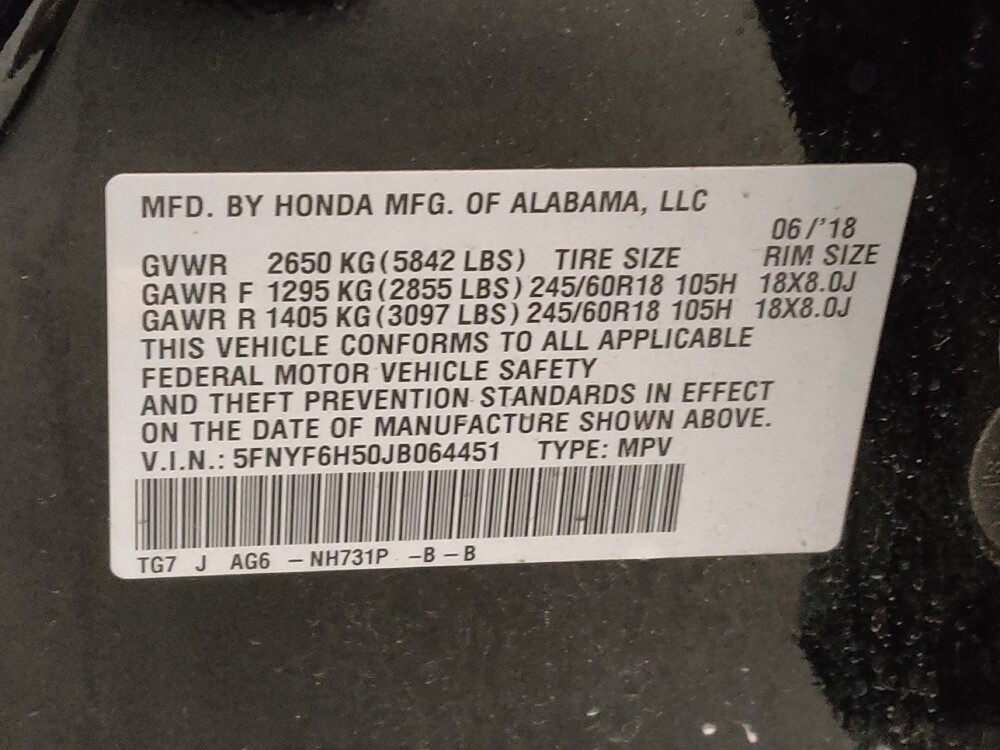 MFD. BY HONDA MFG. OF ALABAMA, LLC
06/'18
GVWR 2650 KG(5842 LBS) TIRE SIZE RIM SIZE
GAWR F 1295 KG(2855 LBS) 245/60R18 105H 18X8.0J
GAWR R 1405 KG(3097 LBS) 245/60R18 105H 18X8.0J
THIS VEHICLE CONFORMS TO ALL APPLICABLE
FEDERAL MOTOR VEHICLE SAFETY
AND THEFT PREVENTION STANDARDS IN EFFECT
ON THE DATE OF MANUFACTURE SHOWN ABOVE.
V.I.N.: 5FNYF6H50JB064451 TYPE: MPV
TG7 J AG6 – NH731P –B – B